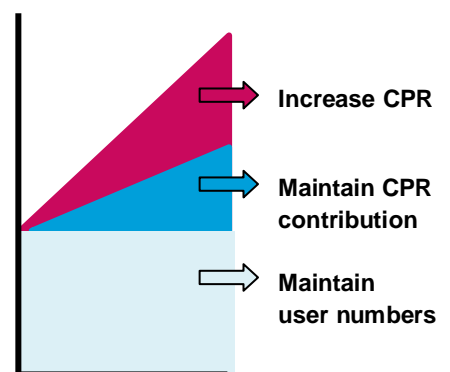 Increase CPR
Maintain CPR
contribution
Maintain
user numbers